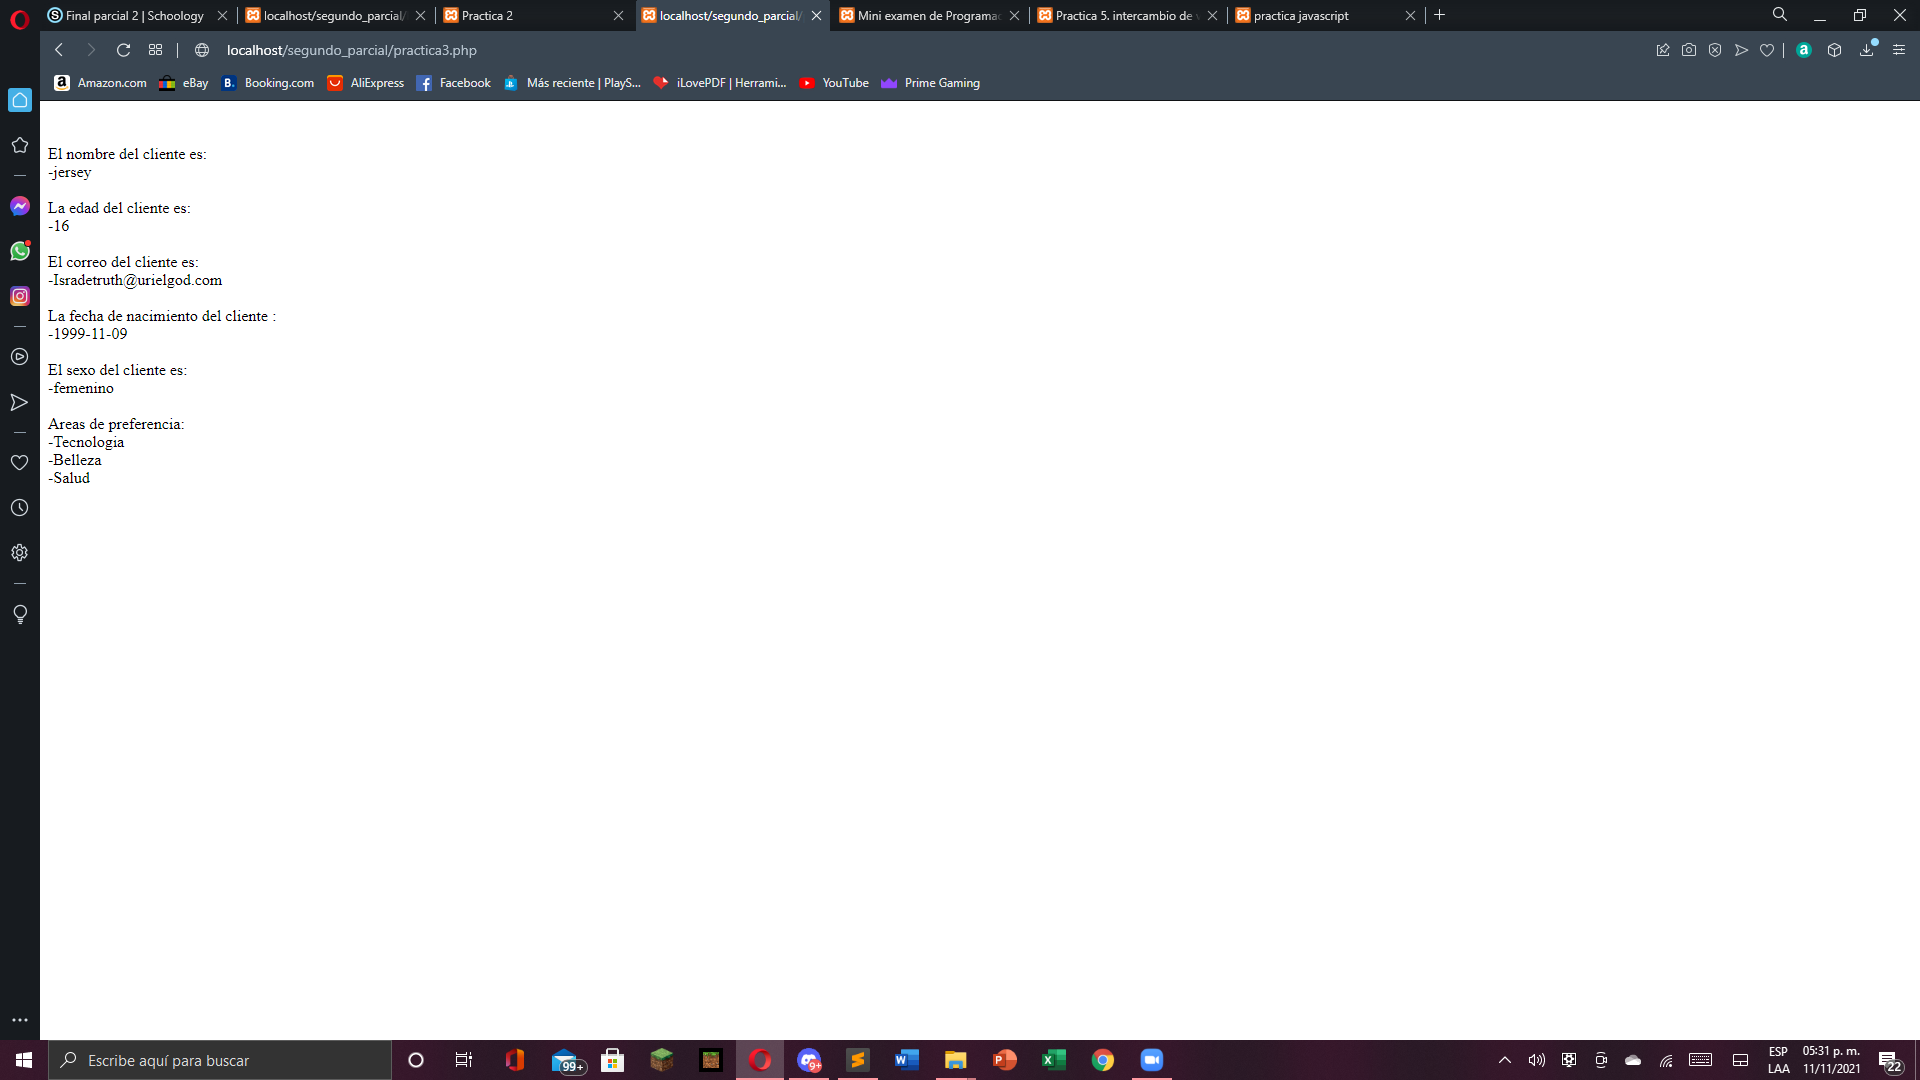 Final parcial 2 | Schoology
localhost/segundo_parcial/
Practica 2
localhost/segundo_parcial/
Mini examen de Programac
Practica 5. intercambio de v
practica javascript
localhost/segundo_parcial/practica3.php
Amazon.com
eBay
Booking.com
AliExpress
Facebook
Más reciente | PlayS...
iLovePDF | Herrami...
YouTube
Prime Gaming
El nombre del cliente es:
-jersey
La edad del cliente es:
-16
El correo del cliente es:
-Isradetruth@urielgod.com
La fecha de nacimiento del cliente :
-1999-11-09
El sexo del cliente es:
-femenino
Areas de preferencia:
-Tecnologia
-Belleza
-Salud
Escribe aquí para buscar
99+
9+
ESP
LAA
05:31 p. m.
11/11/2021
22